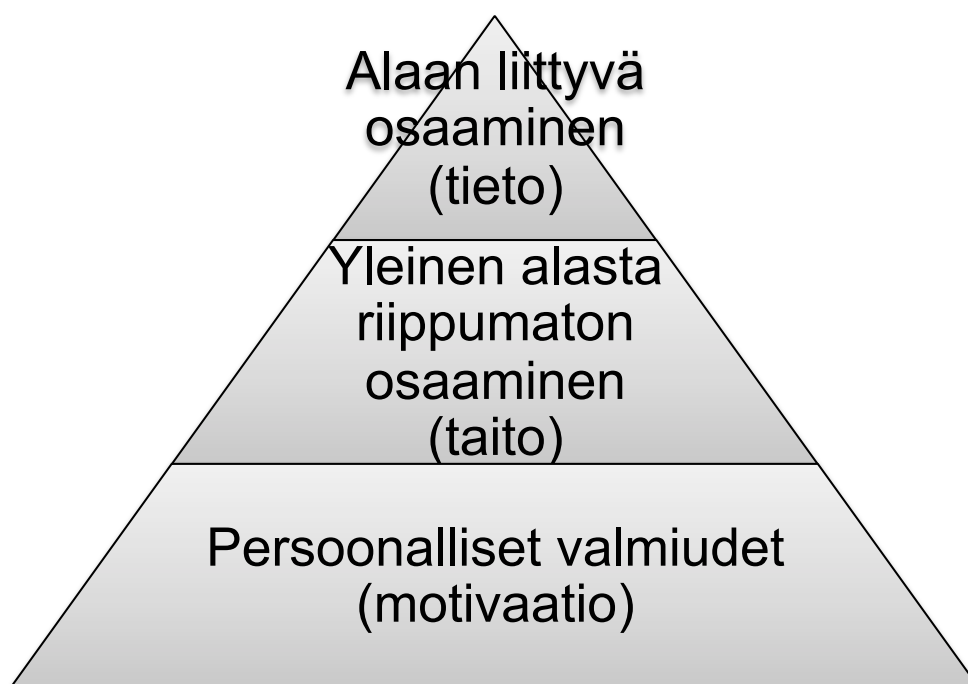 Alaan liittyvä
osaaminen
(tieto)
Yleinen alasta
riippumaton
osaaminen
(taito)
Persoonalliset valmiudet
(motivaatio)